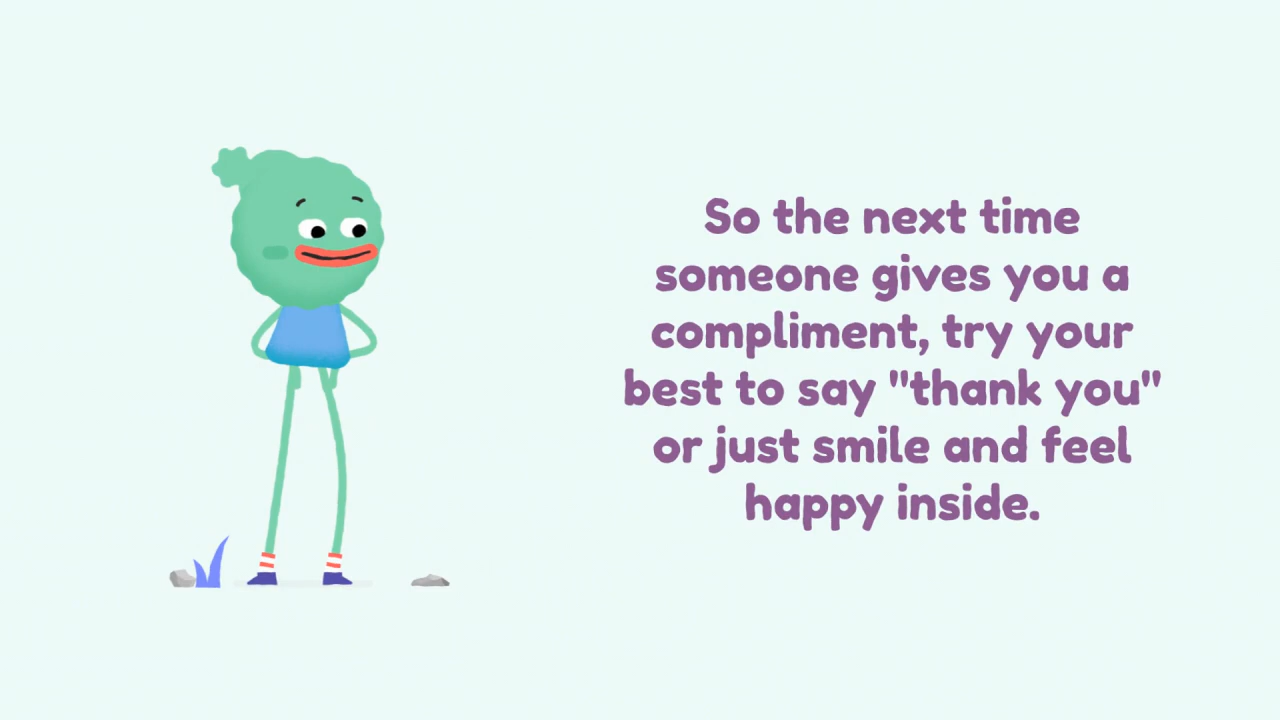 So the next time
someone gives you a
compliment, try your
best to say "thank you"
or just smile and feel
happy inside.